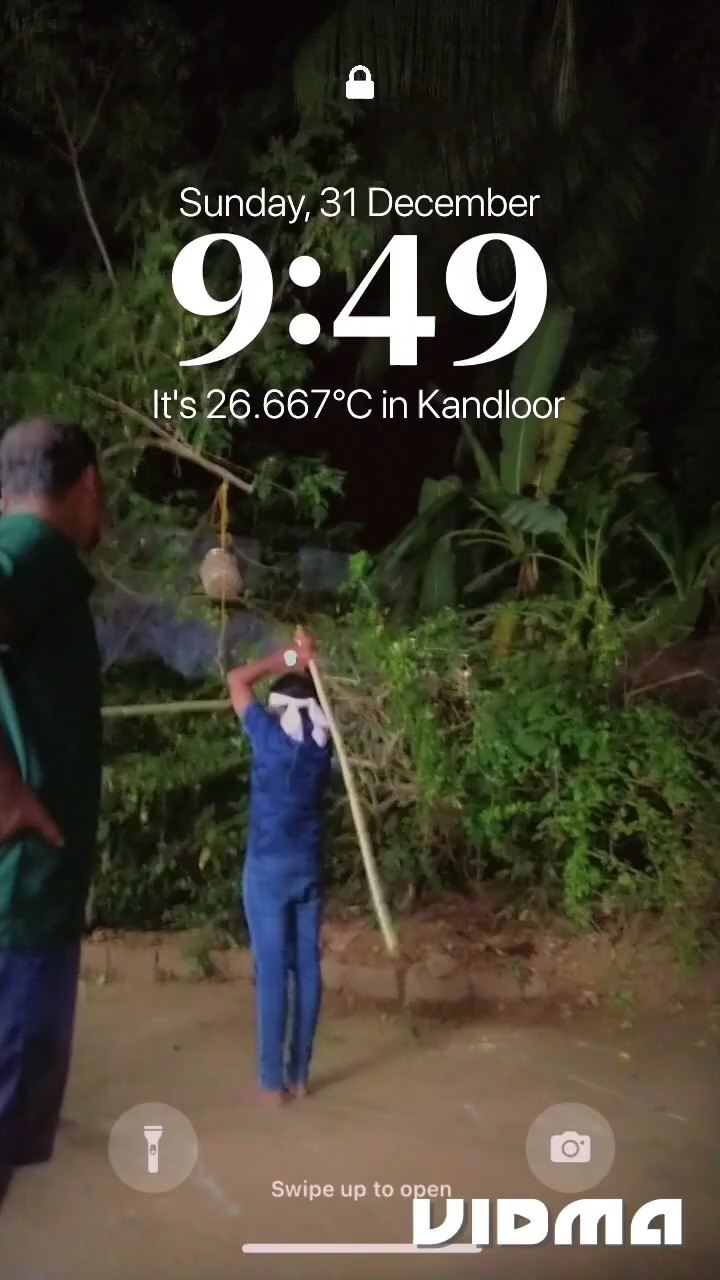 Sunday, 31 December
9:49
It's 26.667°C in Kandloor
Swipe up to open
VIDMA